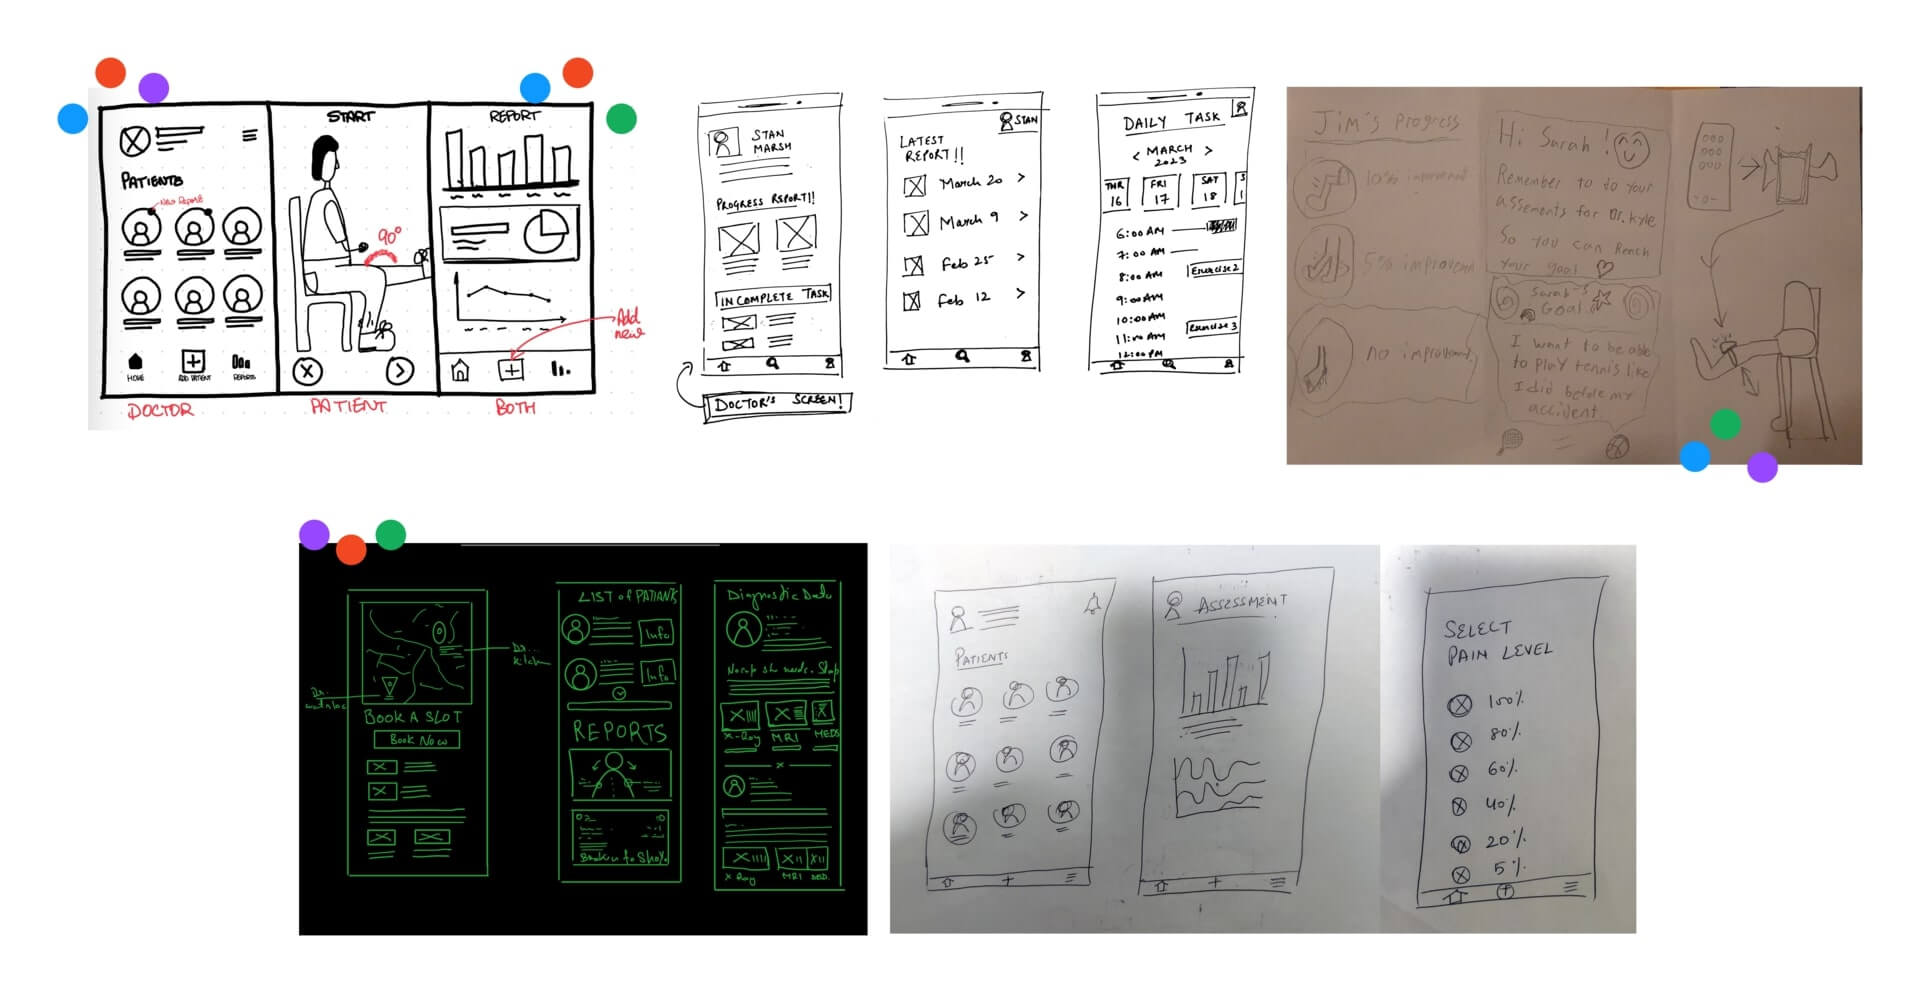 START
REPORT
PATIENTS
NEW REPORT
90°
HOME
ADD PATIENT
REPORTS
Add
new
DOCTOR
PATIENT
BOTH
STAN
MARSH
PROGRESS REPORT!!
INCOMPLETE TASK
DOCTOR'S SCREEN!
STAN
LATEST
REPORT!!
March 20 >
March 9 >
Feb 25 >
Feb 12 >
DAILY TASK
< MARCH >
2023
THR FRI SAT S
16 17 18 1
6:00 AM
7:00 AM
8:00 AM Exercise 2
9:00 AM
10:00 AM
11:00 AM Exercise 3
12:00 PM
Jim's Progress
10% improvement
5% improvement
no improvement
Hi Sarah!
Remember to do your
assements for Dr. Kyle
So you can Reach
your goal
Sarah's
Goal
I want to be able
to play tennis like
I did before my
accident
BOOK A SLOT
Book Now
LIST of PATIANTS
Info
Info
REPORTS
Diagnostic Data
X-Ray MRI MEDS
X Ray MRI
PATIENTS
ASSESSMENT
SELECT
PAIN LEVEL
100%
80%
60%
40%
20%
5%